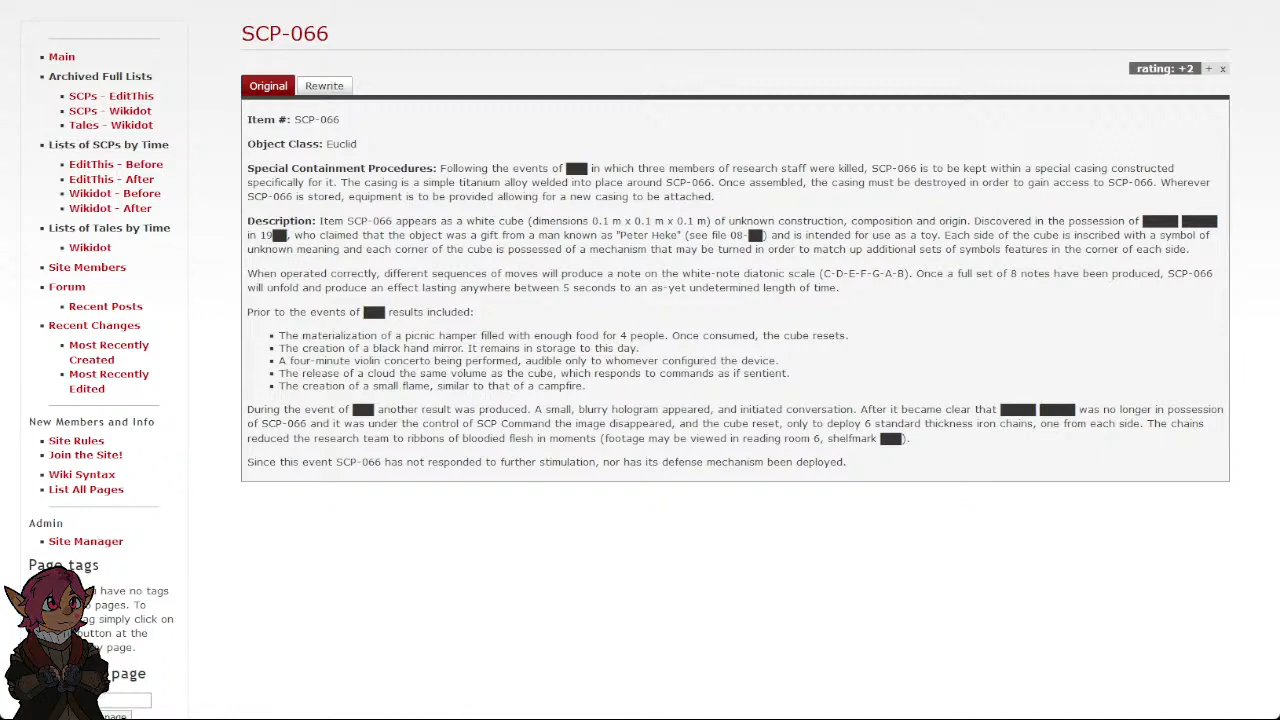 SCP-066
Main
Archived Full Lists
SCPs - EditThis
SCPs - Wikidot
Tales - Wikidot
Lists of SCPs by Time
EditThis - Before
EditThis - After
Wikidot - Before
Wikidot - After
Lists of Tales by Time
Wikidot
Site Members
Forum
Recent Posts
Recent Changes
Most Recently
Created
Most Recently
Edited
New Members and Info
Site Rules
Join the Site!
Wiki Syntax
List All Pages
Admin
Site Manager
Page tags
have no tags
pages. To
simply click on
button at the
page.
page
rating: +2 + x
Original Rewrite
Item #: SCP-066
Object Class: Euclid
Special Containment Procedures: Following the events of ███ in which three members of research staff were killed, SCP-066 is to be kept within a special casing constructed
specifically for it. The casing is a simple titanium alloy welded into place around SCP-066. Once assembled, the casing must be destroyed in order to gain access to SCP-066. Wherever
SCP-066 is stored, equipment is to be provided allowing for a new casing to be attached.
Description: Item SCP-066 appears as a white cube (dimensions 0.1 m x 0.1 m x 0.1 m) of unknown construction, composition and origin. Discovered in the possession of █████ █████
in 19██, who claimed that the object was a gift from a man known as "Peter Heke" (see file 08-██) and is intended for use as a toy. Each side of the cube is inscribed with a symbol of
unknown meaning and each corner of the cube is possessed of a mechanism that may be turned in order to match up additional sets of symbols features in the corner of each side.
When operated correctly, different sequences of moves will produce a note on the white-note diatonic scale (C-D-E-F-G-A-B). Once a full set of 8 notes have been produced, SCP-066
will unfold and produce an effect lasting anywhere between 5 seconds to an as-yet undetermined length of time.
Prior to the events of ███ results included:
The materialization of a picnic hamper filled with enough food for 4 people. Once consumed, the cube resets.
The creation of a black hand mirror. It remains in storage to this day.
A four-minute violin concerto being performed, audible only to whomever configured the device.
The release of a cloud the same volume as the cube, which responds to commands as if sentient.
The creation of a small flame, similar to that of a campfire.
During the event of ███ another result was produced. A small, blurry hologram appeared, and initiated conversation. After it became clear that █████ █████ was no longer in possession
of SCP-066 and it was under the control of SCP Command the image disappeared, and the cube reset, only to deploy 6 standard thickness iron chains, one from each side. The chains
reduced the research team to ribbons of bloodied flesh in moments (footage may be viewed in reading room 6, shelfmark ███).
Since this event SCP-066 has not responded to further stimulation, nor has its defense mechanism been deployed.